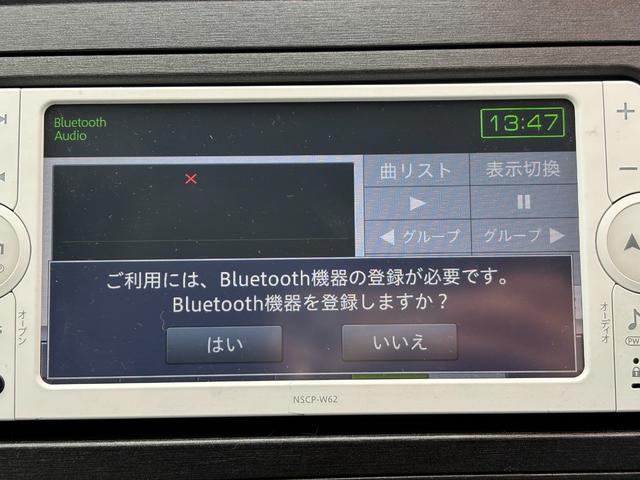 Bluetooth
Audio
13:47
曲リスト
表示切換
グループ
グループ
ご利用には、Bluetooth機器の登録が必要です。
Bluetooth機器を登録しますか？
はい
いいえ
オープン
オーディオ
PW
NSCP-W62